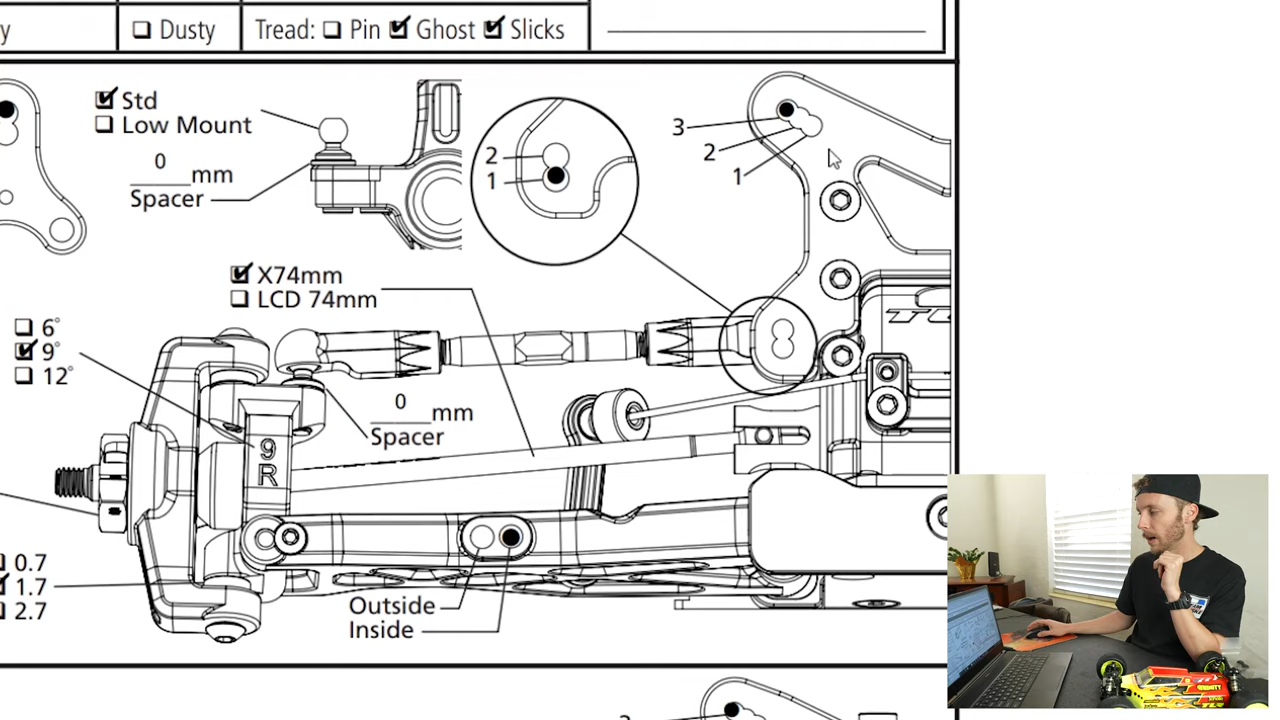 y
Dusty
Tread: Pin Ghost Slicks
Std
Low Mount
0
mm
Spacer
2
1
3
2
1
X74mm
LCD 74mm
6°
9°
12°
0
mm
Spacer
9
R
0.7
1.7
2.7
Outside
Inside